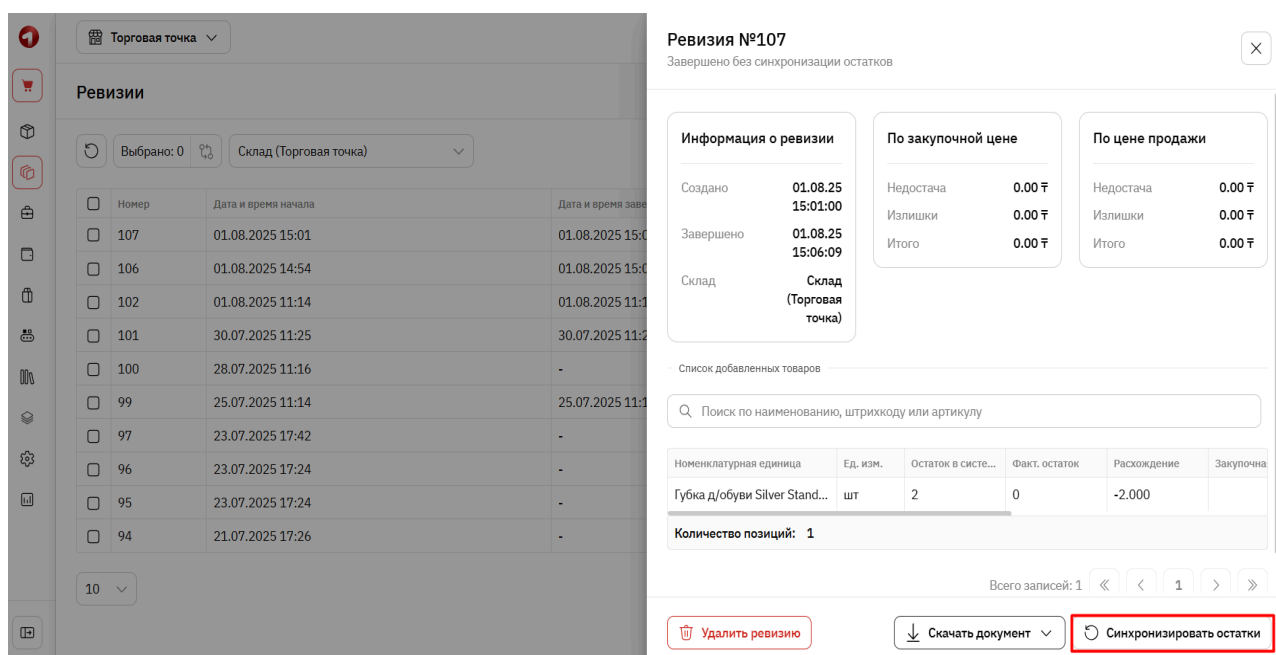 Торговая точка
Ревизии
Выбрано: 0
Склад (Торговая точка)
Номер Дата и время начала Дата и время заве
107 01.08.2025 15:01 01.08.2025 15:0
106 01.08.2025 14:54 01.08.2025 15:0
102 01.08.2025 11:14 01.08.2025 11:1
101 30.07.2025 11:25 30.07.2025 11:2
100 28.07.2025 11:16 -
99 25.07.2025 11:14 25.07.2025 11:1
97 23.07.2025 17:42 -
96 23.07.2025 17:24 -
95 23.07.2025 17:24 -
94 21.07.2025 17:26 -
10
Ревизия №107
Завершено без синхронизации остатков
Информация о ревизии
Создано 01.08.25
15:01:00
Завершено 01.08.25
15:06:09
Склад Склад
(Торговая
точка)
По закупочной цене
Недостача 0.00 ₸
Излишки 0.00 ₸
Итого 0.00 ₸
По цене продажи
Недостача 0.00 ₸
Излишки 0.00 ₸
Итого 0.00 ₸
Список добавленных товаров
Поиск по наименованию, штрихкоду или артикулу
Номенклатурная единица Ед. изм. Остаток в систе... Факт. остаток Расхождение Закупочна
Губка д/обуви Silver Stand... шт 2 0 -2.000
Количество позиций: 1
Всего записей: 1 1
Удалить ревизию
Скачать документ
Синхронизировать остатки